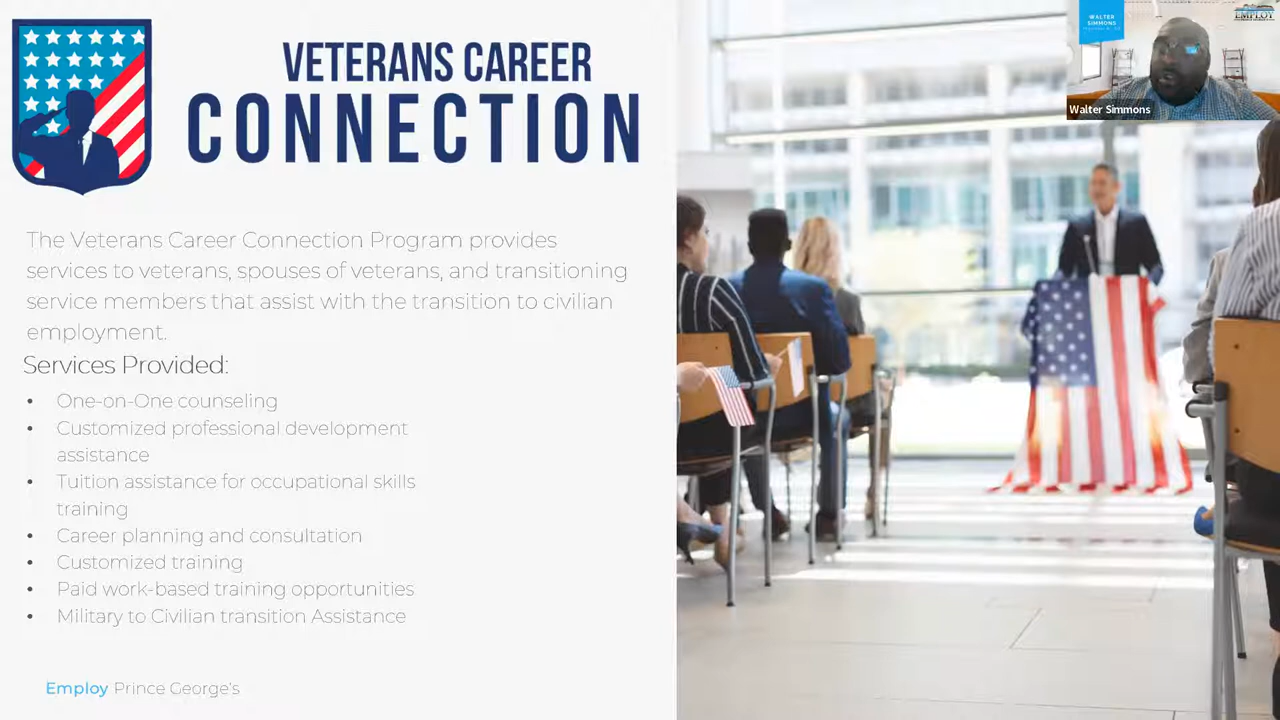 VETERANS CAREER
CONNECTION
The Veterans Career Connection Program provides
services to veterans, spouses of veterans, and transitioning
service members that assist with the transition to civilian
employment.
Services Provided:
• One-on-One counseling
• Customized professional development
assistance
• Tuition assistance for occupational skills
training
• Career planning and consultation
• Customized training
• Paid work-based training opportunities
• Military to Civilian transition Assistance
Employ Prince George's
WALTER
SIMMONS
EMPLOY
Walter Simmons